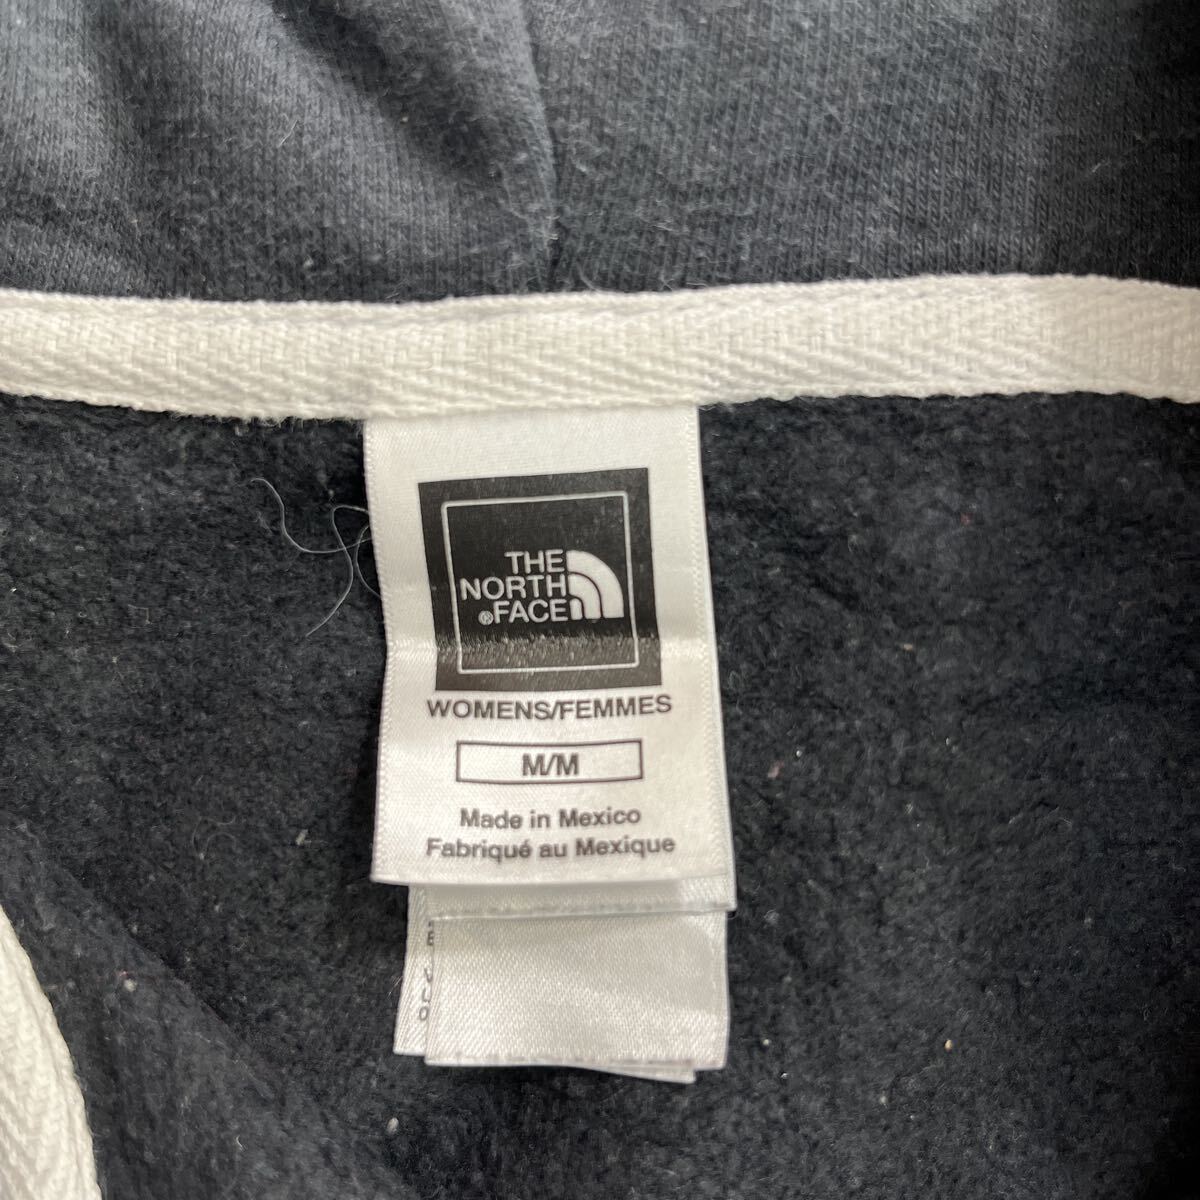 THE
NORTH
®FACE
WOMENS/FEMMES
M/M
Made in Mexico
Fabriqué au Mexique